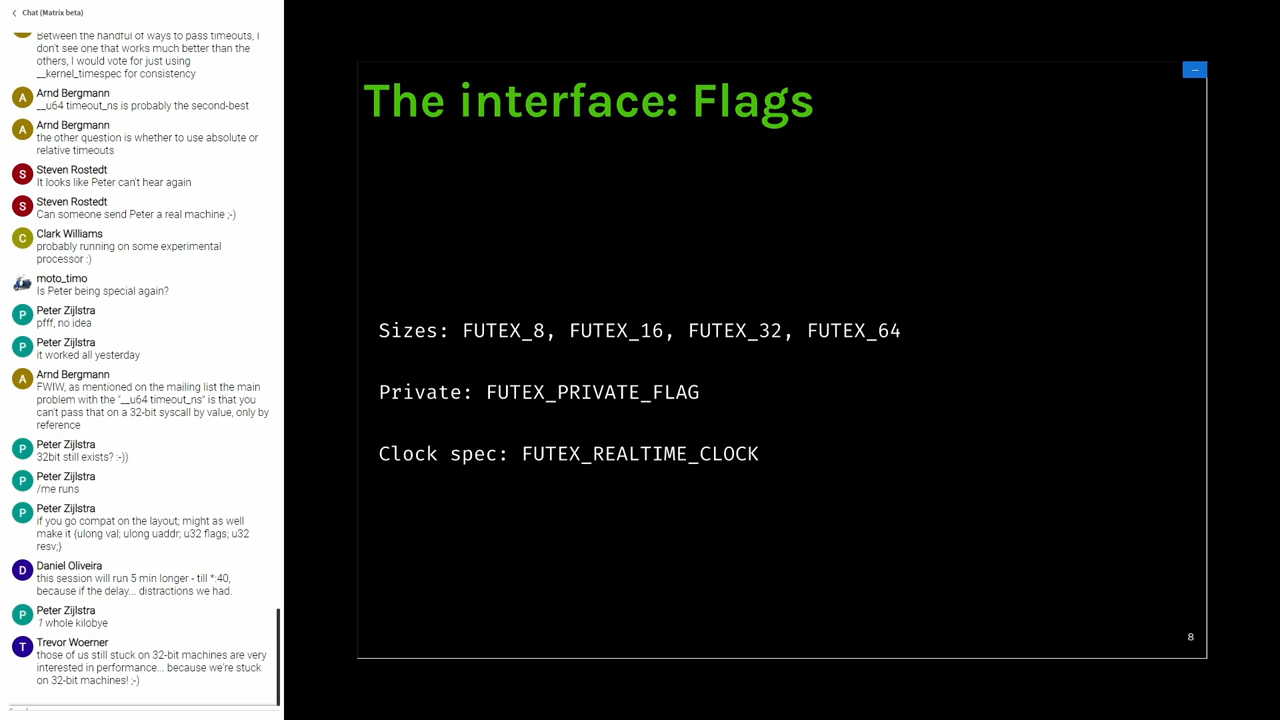 Chat (Matrix beta)
Between the handful of ways to pass timeouts, I
don't see one that works much better than the
others, I would vote for just using
__kernel_timespec for consistency
Arnd Bergmann
__u64 timeout_ns is probably the second-best
Arnd Bergmann
the other question is whether to use absolute or
relative timeouts
Steven Rostedt
It looks like Peter can't hear again
Steven Rostedt
Can someone send Peter a real machine ;-)
Clark Williams
probably running on some experimental
processor :)
moto_timo
Is Peter being special again?
Peter Zijlstra
pfff, no idea
Peter Zijlstra
it worked all yesterday
Arnd Bergmann
FWIW, as mentioned on the mailing list the main
problem with the "__u64 timeout_ns" is that you
can't pass that on a 32-bit syscall by value, only by
reference
Peter Zijlstra
32bit still exists? :-))
Peter Zijlstra
/me runs
Peter Zijlstra
if you go compat on the layout; might as well
make it {ulong val; ulong uaddr; u32 flags; u32
resv;}
Daniel Oliveira
this session will run 5 min longer - till *:40,
because if the delay... distractions we had.
Peter Zijlstra
1 whole kilobye
Trevor Woerner
those of us still stuck on 32-bit machines are very
interested in performance... because we're stuck
on 32-bit machines! ;-)
The interface: Flags
Sizes: FUTEX_8, FUTEX_16, FUTEX_32, FUTEX_64
Private: FUTEX_PRIVATE_FLAG
Clock spec: FUTEX_REALTIME_CLOCK
8